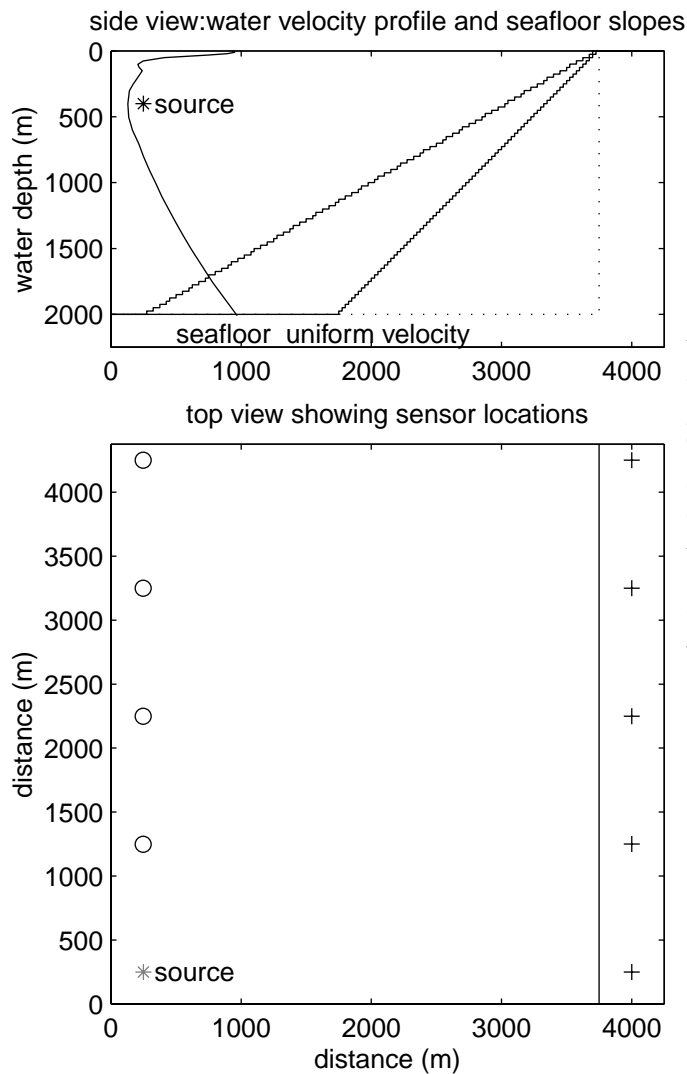 side view:water velocity profile and seafloor slopes
0
500
1000
1500
2000
water depth (m)
source
seafloor uniform velocity
0 1000 2000 3000 4000
top view showing sensor locations
4000
3500
3000
2500
2000
1500
1000
500
0
distance (m)
source
0 1000 2000 3000 4000
distance (m)